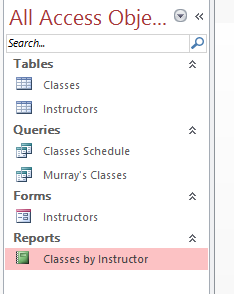 All Access Obje...
Search...
Tables
Classes
Instructors
Queries
Classes Schedule
Murray's Classes
Forms
Instructors
Reports
Classes by Instructor